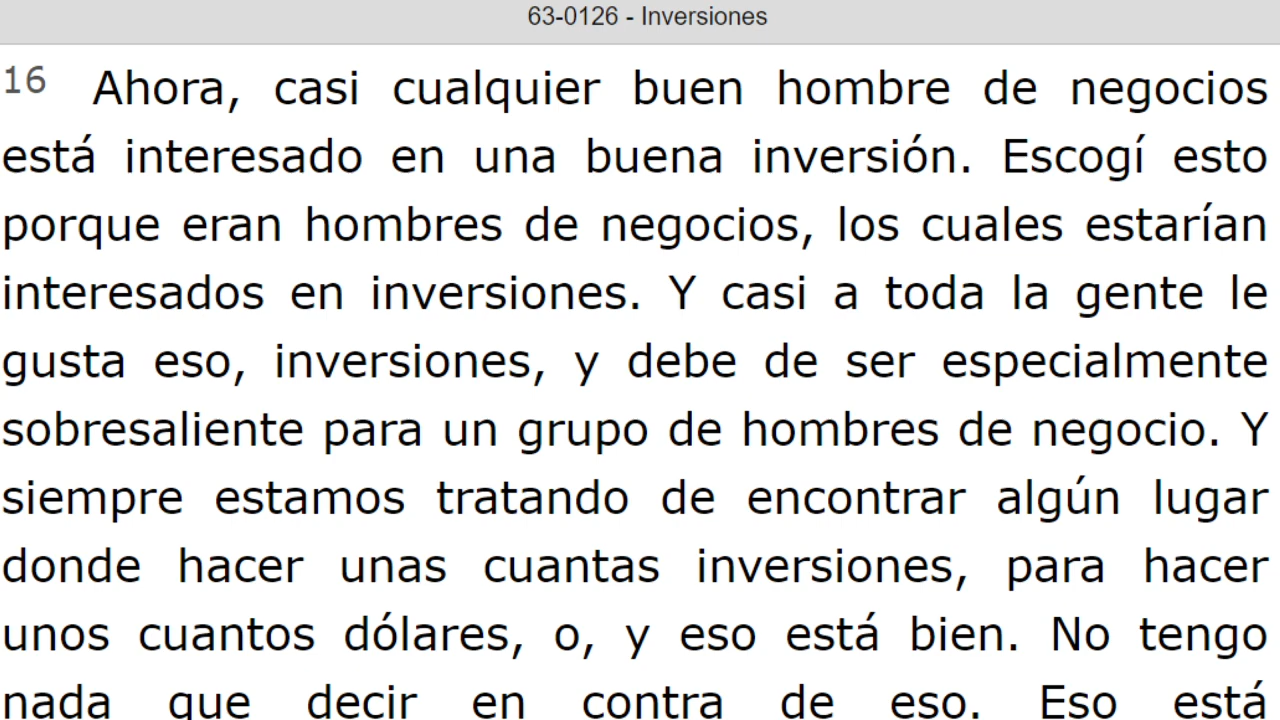 63-0126 - Inversiones
16 Ahora, casi cualquier buen hombre de negocios
está interesado en una buena inversión. Escogí esto
porque eran hombres de negocios, los cuales estarían
interesados en inversiones. Y casi a toda la gente le
gusta eso, inversiones, y debe de ser especialmente
sobresaliente para un grupo de hombres de negocio. Y
siempre estamos tratando de encontrar algún lugar
donde hacer unas cuantas inversiones, para hacer
unos cuantos dólares, o, y eso está bien. No tengo
nada que decir en contra de eso. Eso está